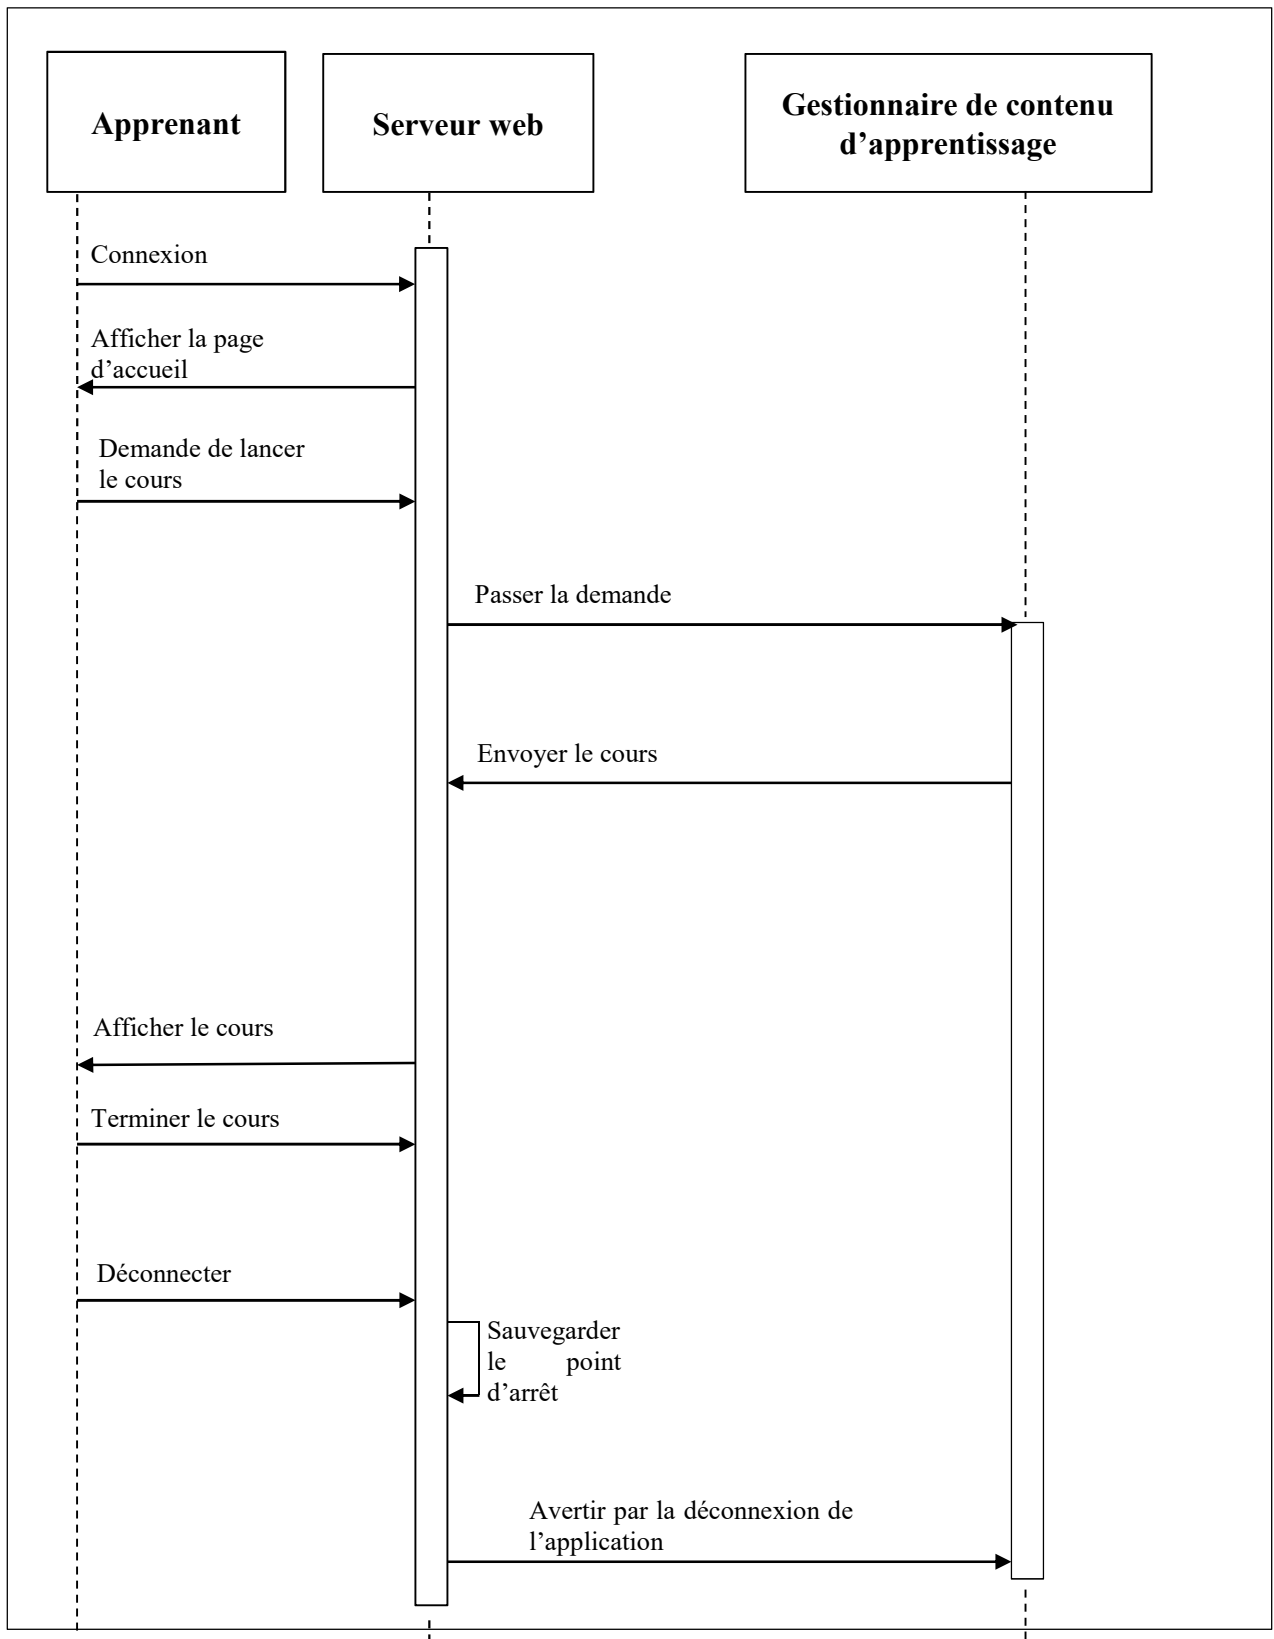 Apprenant
Serveur web
Gestionnaire de contenu
d’apprentissage
Connexion
Afficher la page
d’accueil
Demande de lancer
le cours
Passer la demande
Envoyer le cours
Afficher le cours
Terminer le cours
Déconnecter
Sauvegarder
le point
d’arrêt
Avertir par la déconnexion de
l’application